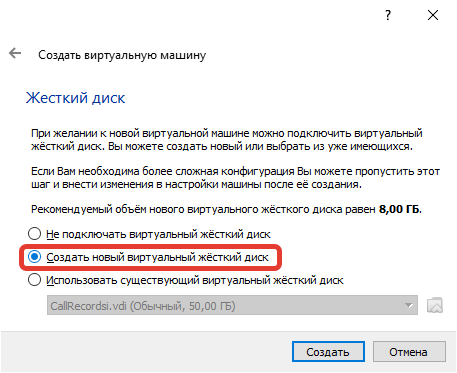 ?
Создать виртуальную машину
Жесткий диск
При желании к новой виртуальной машине можно подключить виртуальный
жёсткий диск. Вы можете создать новый или выбрать из уже имеющихся.
Если Вам необходима более сложная конфигурация Вы можете пропустить этот
шаг и внести изменения в настройки машины после её создания.
Рекомендуемый объём нового виртуального жёсткого диска равен 8,00 ГБ.
Не подключать виртуальный жёсткий диск
Создать новый виртуальный жёсткий диск
Использовать существующий виртуальный жёсткий диск
CallRecordsi.vdi (Обычный, 50,00 ГБ)
Создать
Отмена